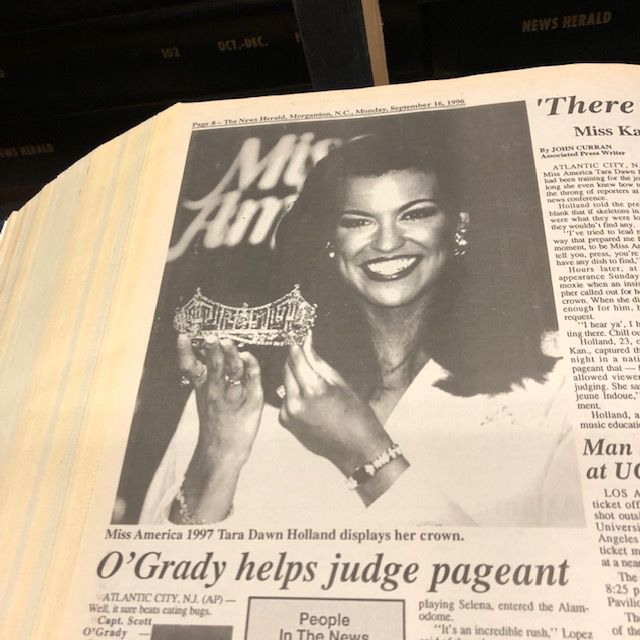 102 OCT.-DEC.
NEWS HERALD
NEWS HERALD
Page 8 – The News Herald, Morganton, N.C., Monday, September 16, 1996
Miss
Am
Miss America 1997 Tara Dawn Holland displays her crown.
O'Grady helps judge pageant
ATLANTIC CITY, N.J. (AP) —
Well, it sure beats eating bugs.
Capt. Scott
O'Grady —
People
In The News
playing Selena, entered the Alam-
odome.
"It's an incredible rush," Lopez
'There
Miss Ka
By JOHN CURRAN
Associated Press Writer
ATLANTIC CITY, N.
Miss America Tara Dawn
had been training for the jo
long she even knew how
the throng of reporters at
news conference.
Holland told the pre
blank that if skeletons
were what they were lo
they wouldn't find any.
"I've tried to lead
way that prepared me
moment, to be Miss Am
tell you, press, you're
have any dish to find,"
Hours later, at
appearance Sunday
moxie when an insi
pher called out for h
crown. When she d
enough for him, h
request.
"I hear ya', I h
ting there. Chill ou
Holland, 23, o
Kan., captured th
night in a nati
pageant that —
allowed viewer
judging. She sa
jeune Indoue,"
ment.
Holland, a
music educati
Man
at UC
LOS A
ticket off
shot outs
Universi
Angeles
ticket m
at a near
The
8:25 p
Pavilio
Th
of the